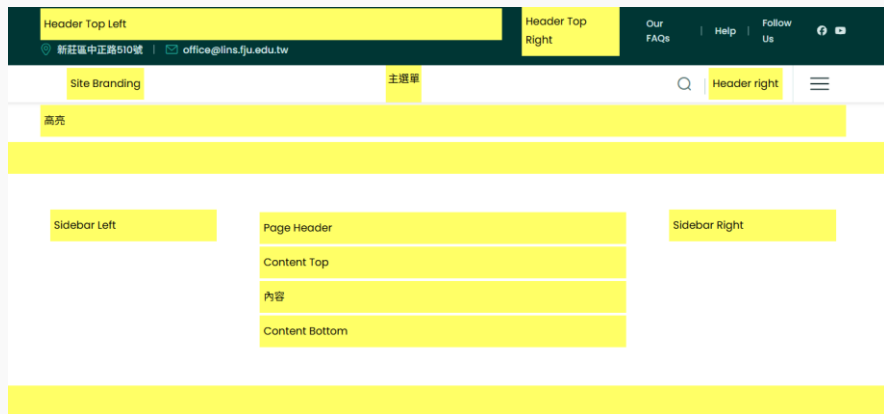 Header Top Left
新莊區中正路510號 | office@lins.fju.edu.tw
Header Top
Right
Our
FAQs
|
Help
|
Follow
Us
Site Branding
主選單
|
Header right
高亮
Sidebar Left
Page Header
Content Top
內容
Content Bottom
Sidebar Right